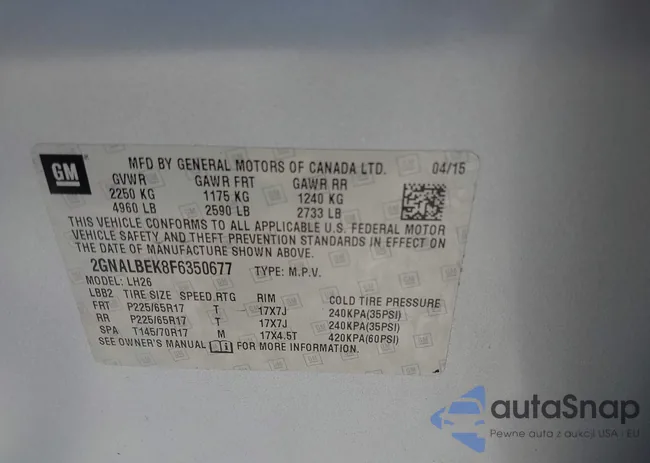 GM
MFD BY GENERAL MOTORS OF CANADA LTD. 04/15
GVWR GAWR FRT GAWR RR
2250 KG 1175 KG 1240 KG
4960 LB 2590 LB 2733 LB
THIS VEHICLE CONFORMS TO ALL APPLICABLE U.S. FEDERAL MOTOR
VEHICLE SAFETY AND THEFT PREVENTION STANDARDS IN EFFECT ON
THE DATE OF MANUFACTURE SHOWN ABOVE.
2GNALBEK8F6350677 TYPE: M.P.V.
MODEL: LH26
LBB2 TIRE SIZE SPEED.RTG RIM COLD TIRE PRESSURE
FRT P225/65R17 T 17X7J 240KPA(35PSI)
RR P225/65R17 T 17X7J 240KPA(35PSI)
SPA T145/70R17 M 17X4.5T 420KPA(60PSI)
SEE OWNER'S MANUAL FOR MORE INFORMATION.
autaSnap
Pewne auta z aukcji USA - EU